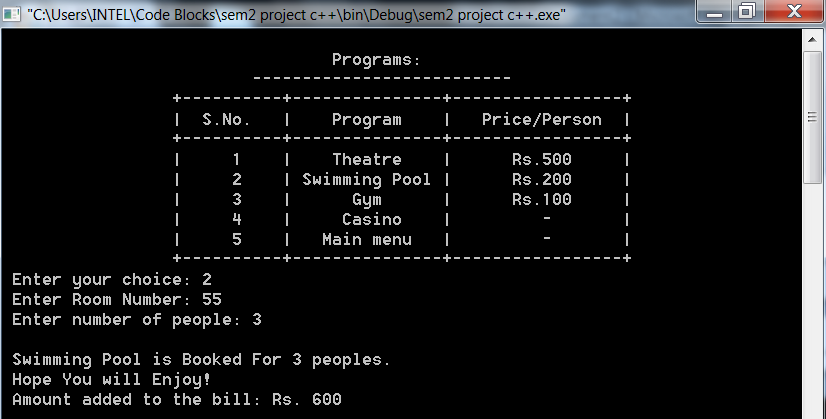 "C:\Users\INTEL\Code Blocks\sem2 project c++\bin\Debug\sem2 project c++.exe"
Programs:
--------------------------
+----------+---------------+-----------------+
|  S.No.   |    Program    |   Price/Person  |
+----------+---------------+-----------------+
|     1    |    Theatre    |      Rs.500     |
|     2    | Swimming Pool |      Rs.200     |
|     3    |      Gym      |      Rs.100     |
|     4    |     Casino    |         -       |
|     5    |   Main menu   |         -       |
+----------+---------------+-----------------+
Enter your choice: 2
Enter Room Number: 55
Enter number of people: 3
Swimming Pool is Booked For 3 peoples.
Hope You will Enjoy!
Amount added to the bill: Rs. 600